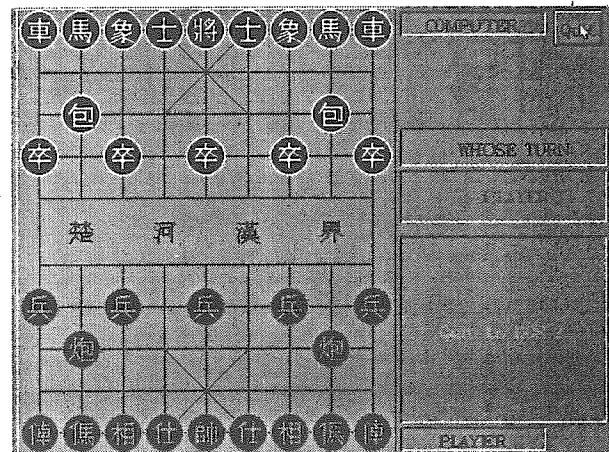 車馬象士將士象馬車
COMPUTER
包 包
卒 卒 卒 卒 卒
WHOSE TURN
楚 河 漢 界
兵 兵 兵 兵 兵
炮 炮
俥傌相仕帥仕相傌俥
PLAYER